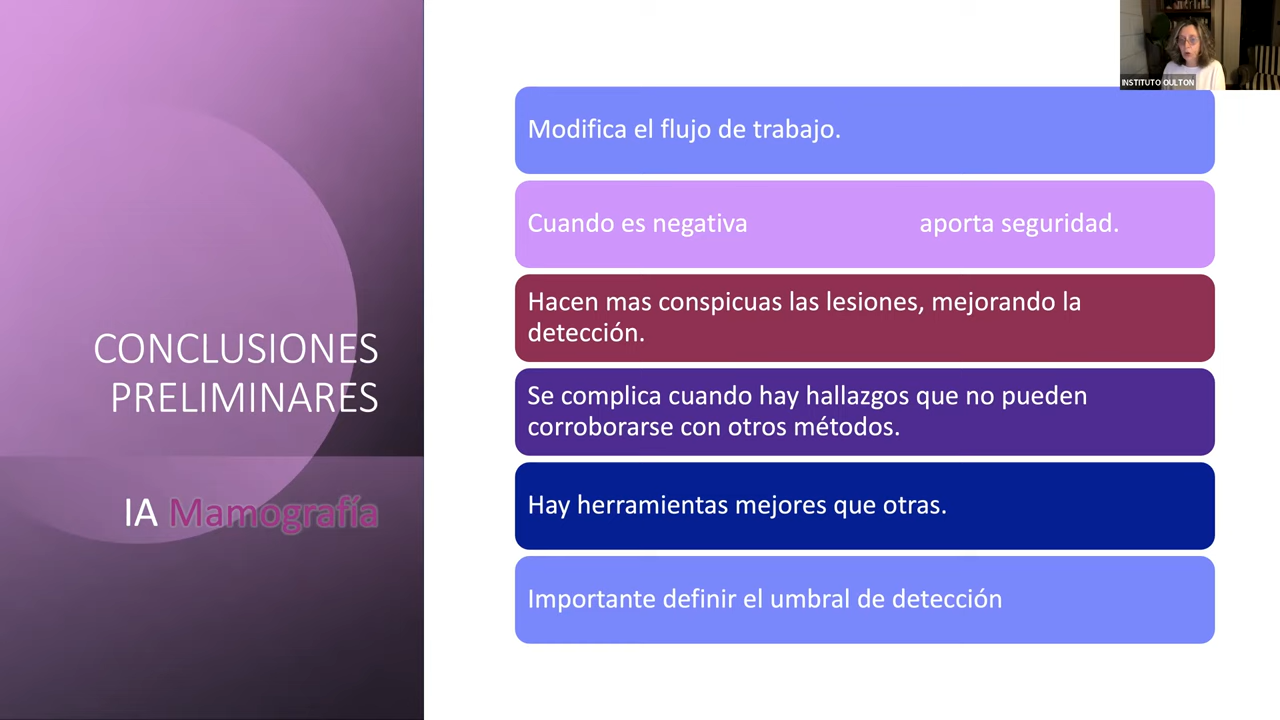 INSTITUTO OULTON
Modifica el flujo de trabajo.
Cuando es negativa aporta seguridad.
Hacen mas conspicuas las lesiones, mejorando la
detección.
CONCLUSIONES
PRELIMINARES
Se complica cuando hay hallazgos que no pueden
corroborarse con otros métodos.
IA Mamografía
Hay herramientas mejores que otras.
Importante definir el umbral de detección